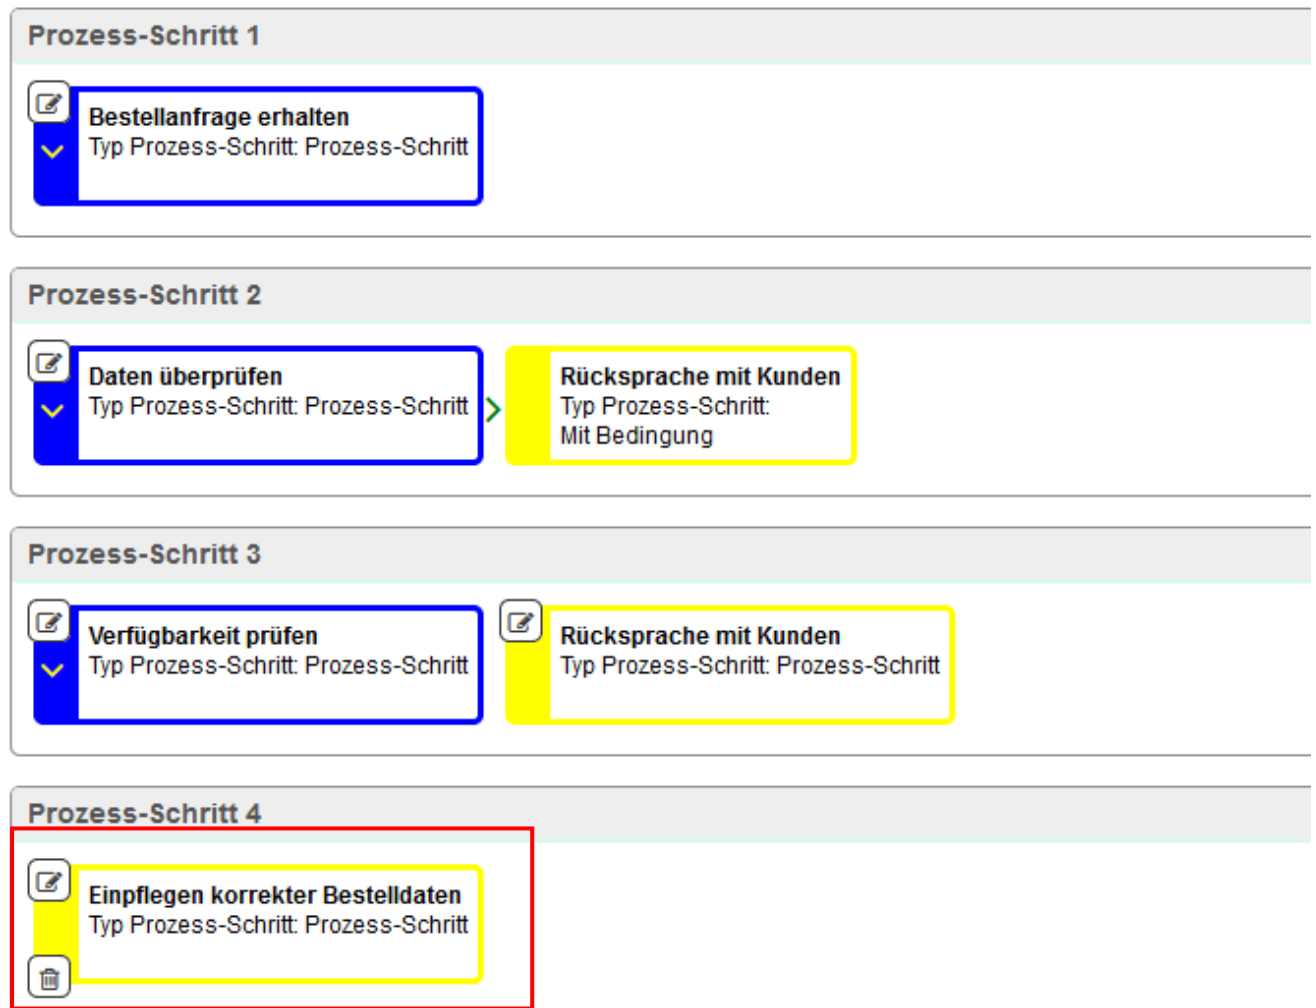 Prozess-Schritt 1
Bestellanfrage erhalten
Typ Prozess-Schritt: Prozess-Schritt
Prozess-Schritt 2
Daten überprüfen
Typ Prozess-Schritt: Prozess-Schritt
Rücksprache mit Kunden
Typ Prozess-Schritt:
Mit Bedingung
Prozess-Schritt 3
Verfügbarkeit prüfen
Typ Prozess-Schritt: Prozess-Schritt
Rücksprache mit Kunden
Typ Prozess-Schritt: Prozess-Schritt
Prozess-Schritt 4
Einpflegen korrekter Bestelldaten
Typ Prozess-Schritt: Prozess-Schritt